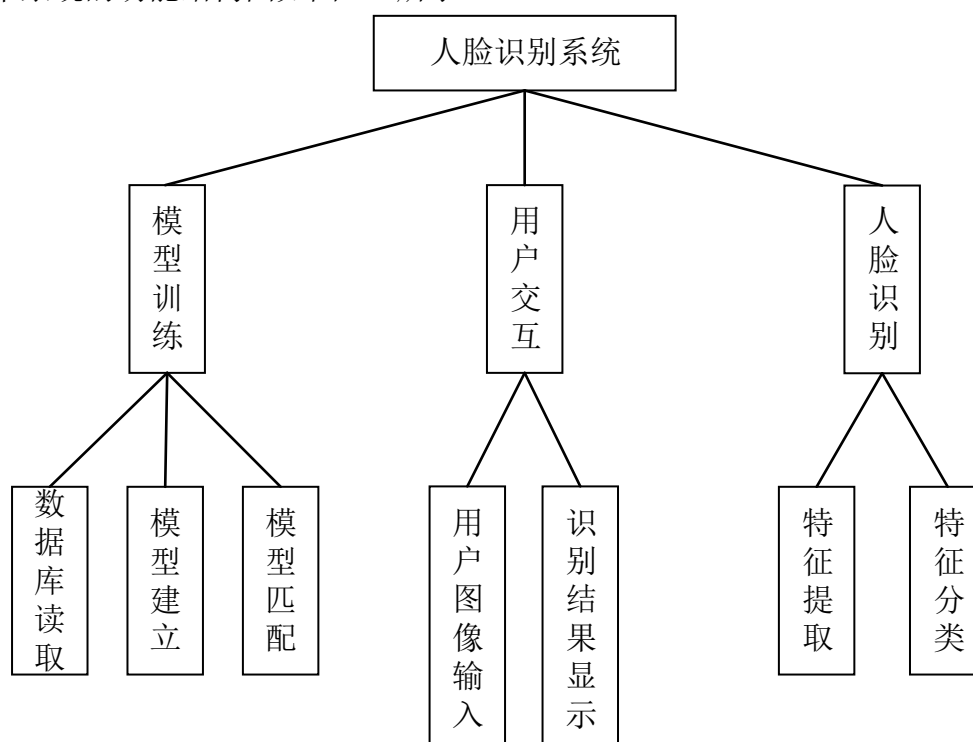 人脸识别系统
模型训练
用户交互
人脸识别
数据库读取
模型建立
模型匹配
用户图像输入
识别结果显示
特征提取
特征分类